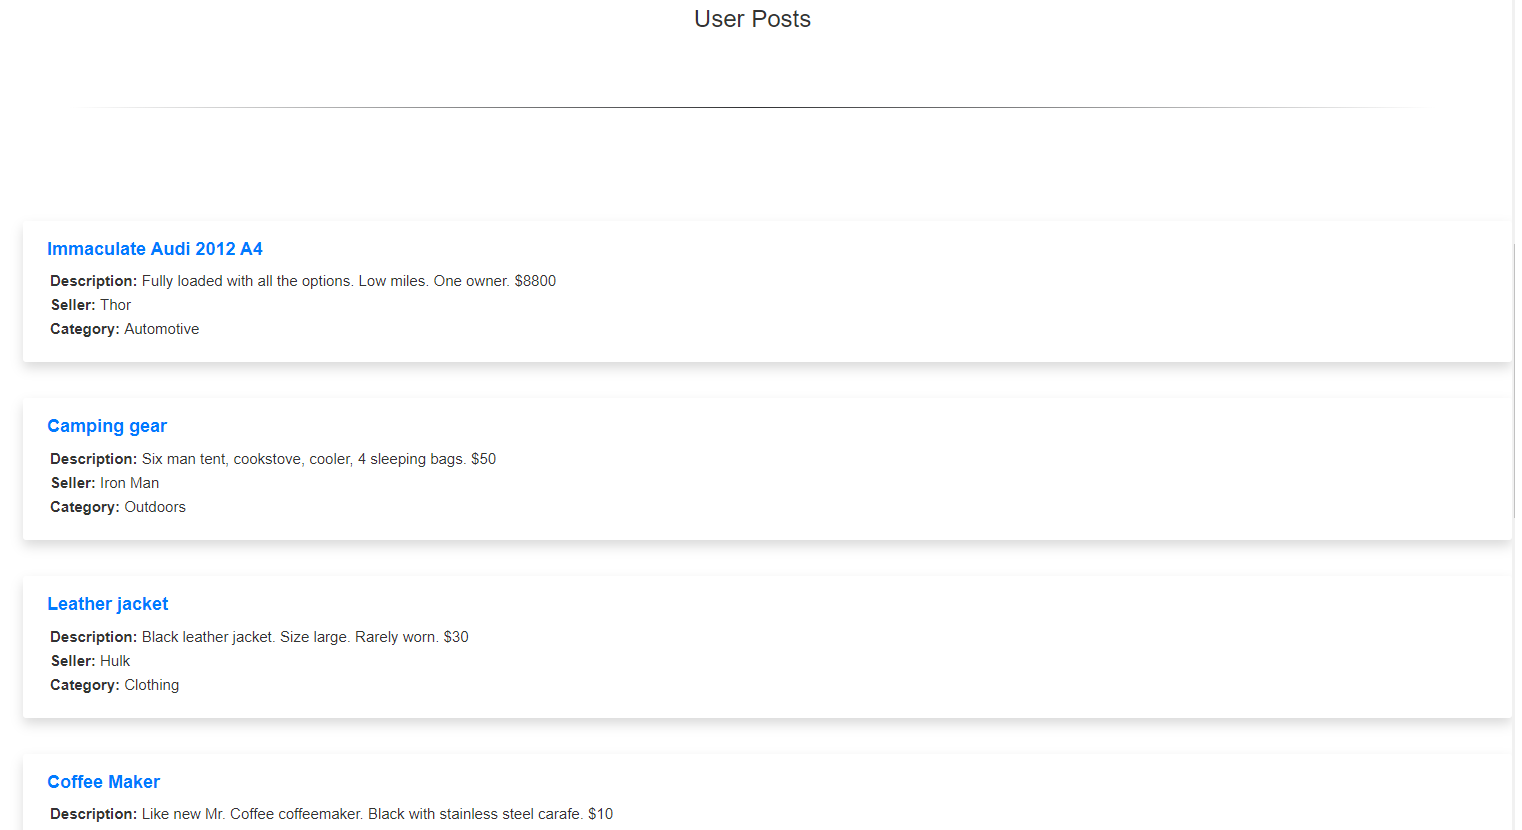 User Posts
Immaculate Audi 2012 A4
Description: Fully loaded with all the options. Low miles. One owner. $8800
Seller: Thor
Category: Automotive
Camping gear
Description: Six man tent, cookstove, cooler, 4 sleeping bags. $50
Seller: Iron Man
Category: Outdoors
Leather jacket
Description: Black leather jacket. Size large. Rarely worn. $30
Seller: Hulk
Category: Clothing
Coffee Maker
Description: Like new Mr. Coffee coffeemaker. Black with stainless steel carafe. $10